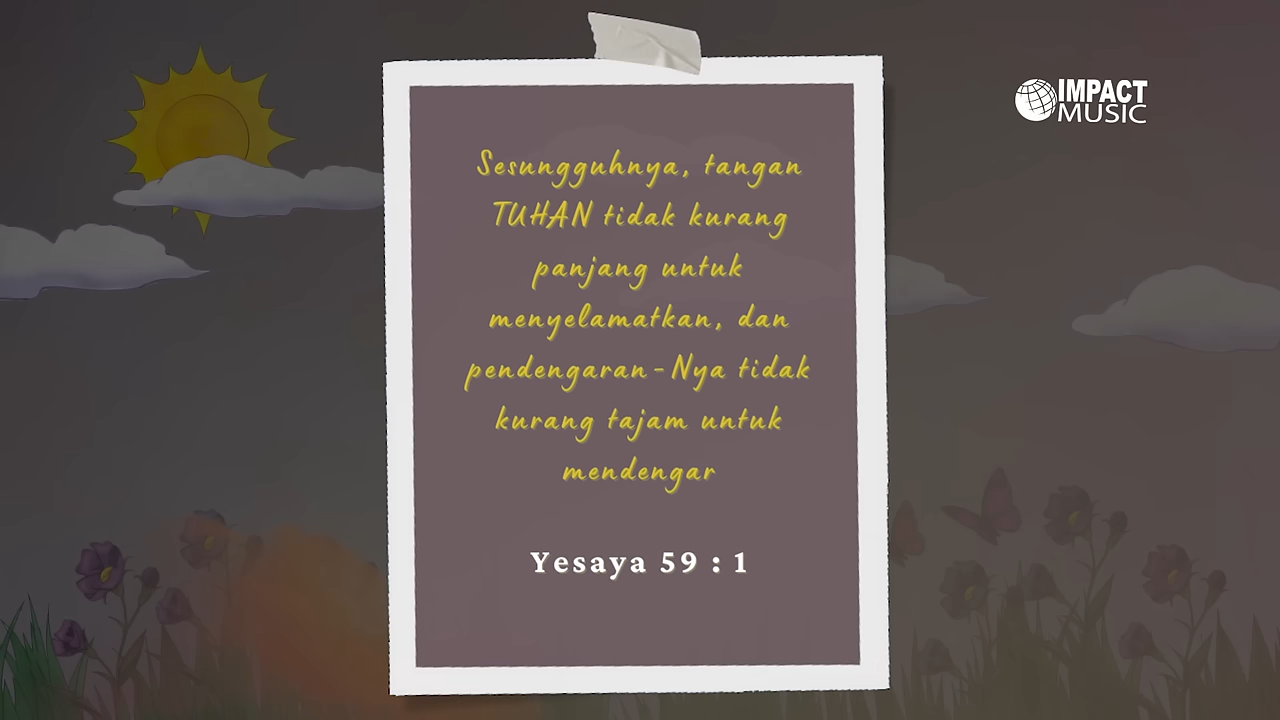 IMPACT
MUSIC
Sesungguhnya, tangan
TUHAN tidak kurang
panjang untuk
menyelamatkan, dan
pendengaran-Nya tidak
kurang tajam untuk
mendengar
Yesaya 59 : 1